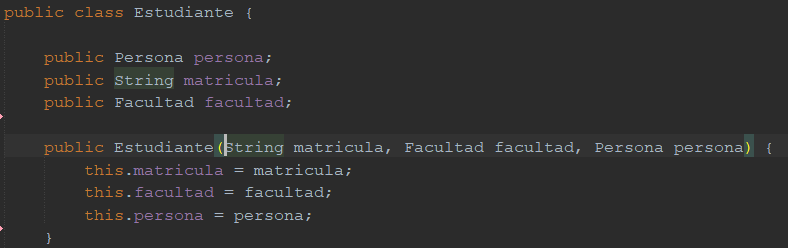 public class Estudiante {
public Persona persona;
public String matricula;
public Facultad facultad;
public Estudiante(String matricula, Facultad facultad, Persona persona) {
this.matricula = matricula;
this.facultad = facultad;
this.persona = persona;
}